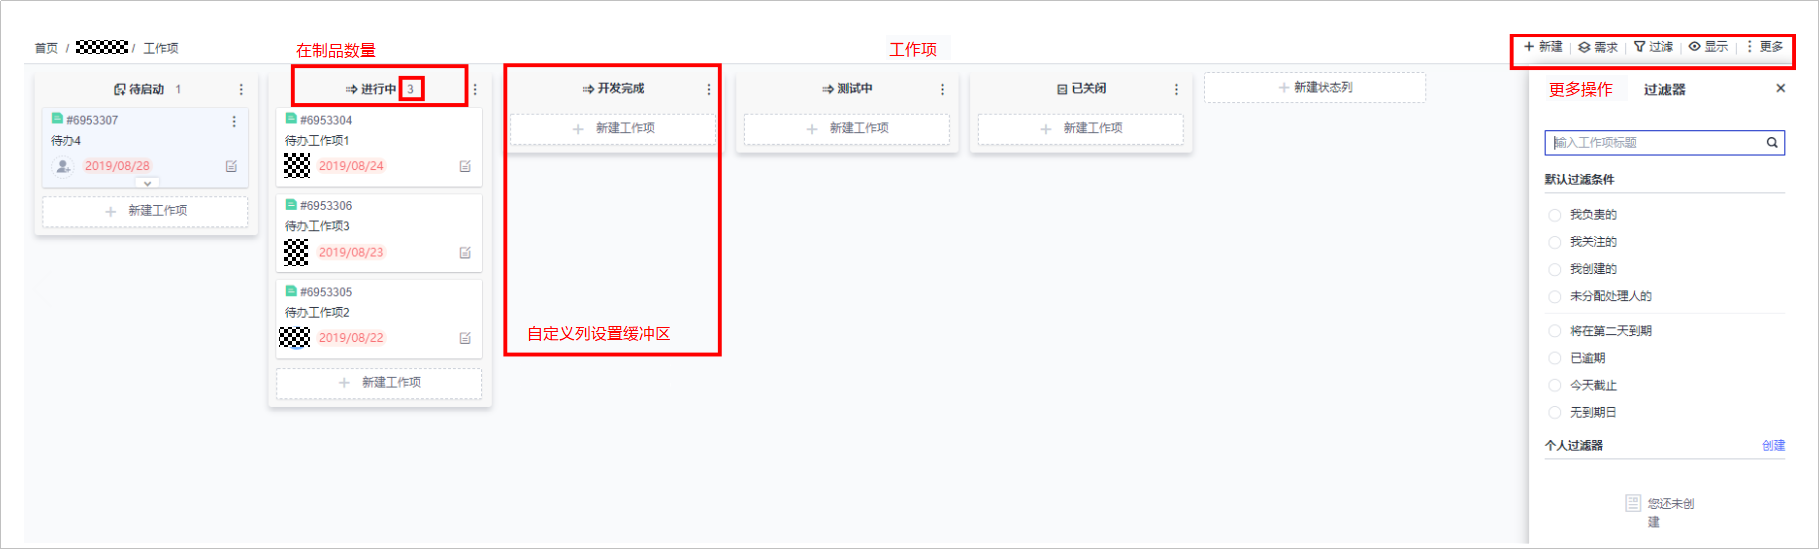 首页 / / 工作项
在制品数量
工作项
新建 需求 过滤 显示 更多
待启动 1
#6953307
待办4
2019/08/28
新建工作项
进行中 3
#6953304
待办工作项1
2019/08/24
#6953306
待办工作项3
2019/08/23
#6953305
待办工作项2
2019/08/22
新建工作项
开发完成
新建工作项
自定义列设置缓冲区
测试中
新建工作项
已关闭
新建工作项
新建状态列
更多操作
过滤器
输入工作项标题
默认过滤条件
我负责的
我关注的
我创建的
未分配处理人的
将在第二天到期
已逾期
今天截止
无到期日
个人过滤器 创建
您还未创
建